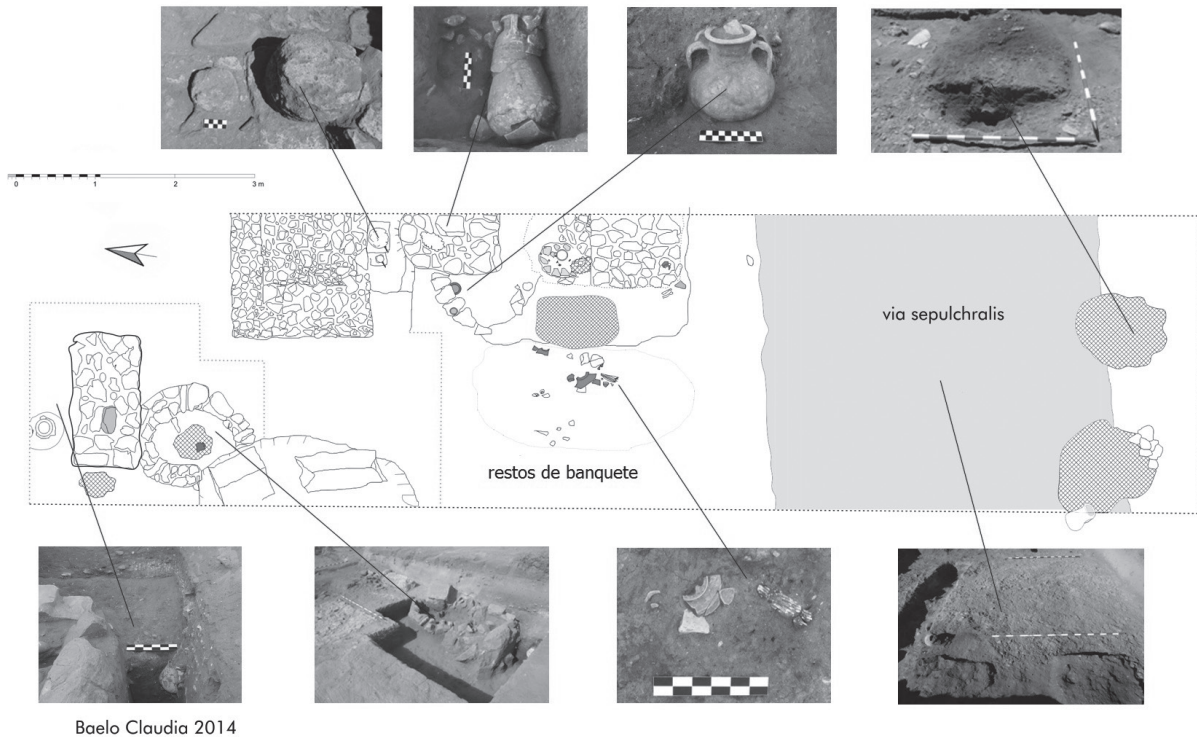 0 1 2 3 m
via sepulchralis
restos de banquete
Baelo Claudia 2014